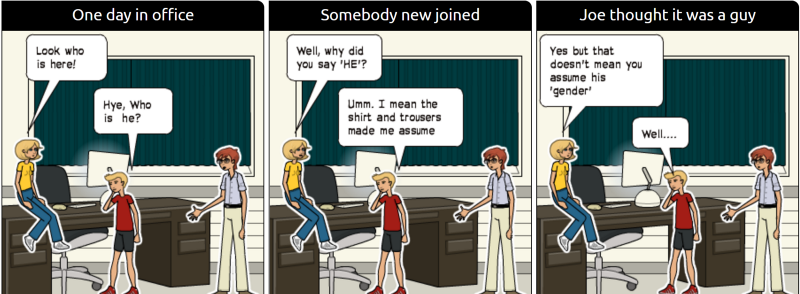 One day in office
Look who
is here!
Hye, Who
is he?
Somebody new joined
Well, why did
you say 'HE'?
Umm. I mean the
shirt and trousers
made me assume
Joe thought it was a guy
Yes but that
doesn't mean you
assume his
'gender'
Well....